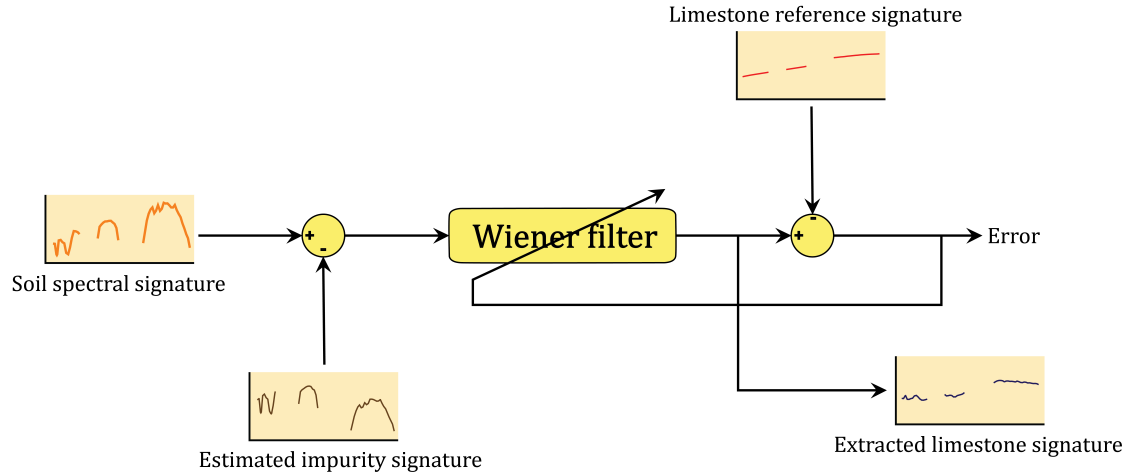 Limestone reference signature
+
-
Wiener filter
+
-
Error
Soil spectral signature
Extracted limestone signature
Estimated impurity signature